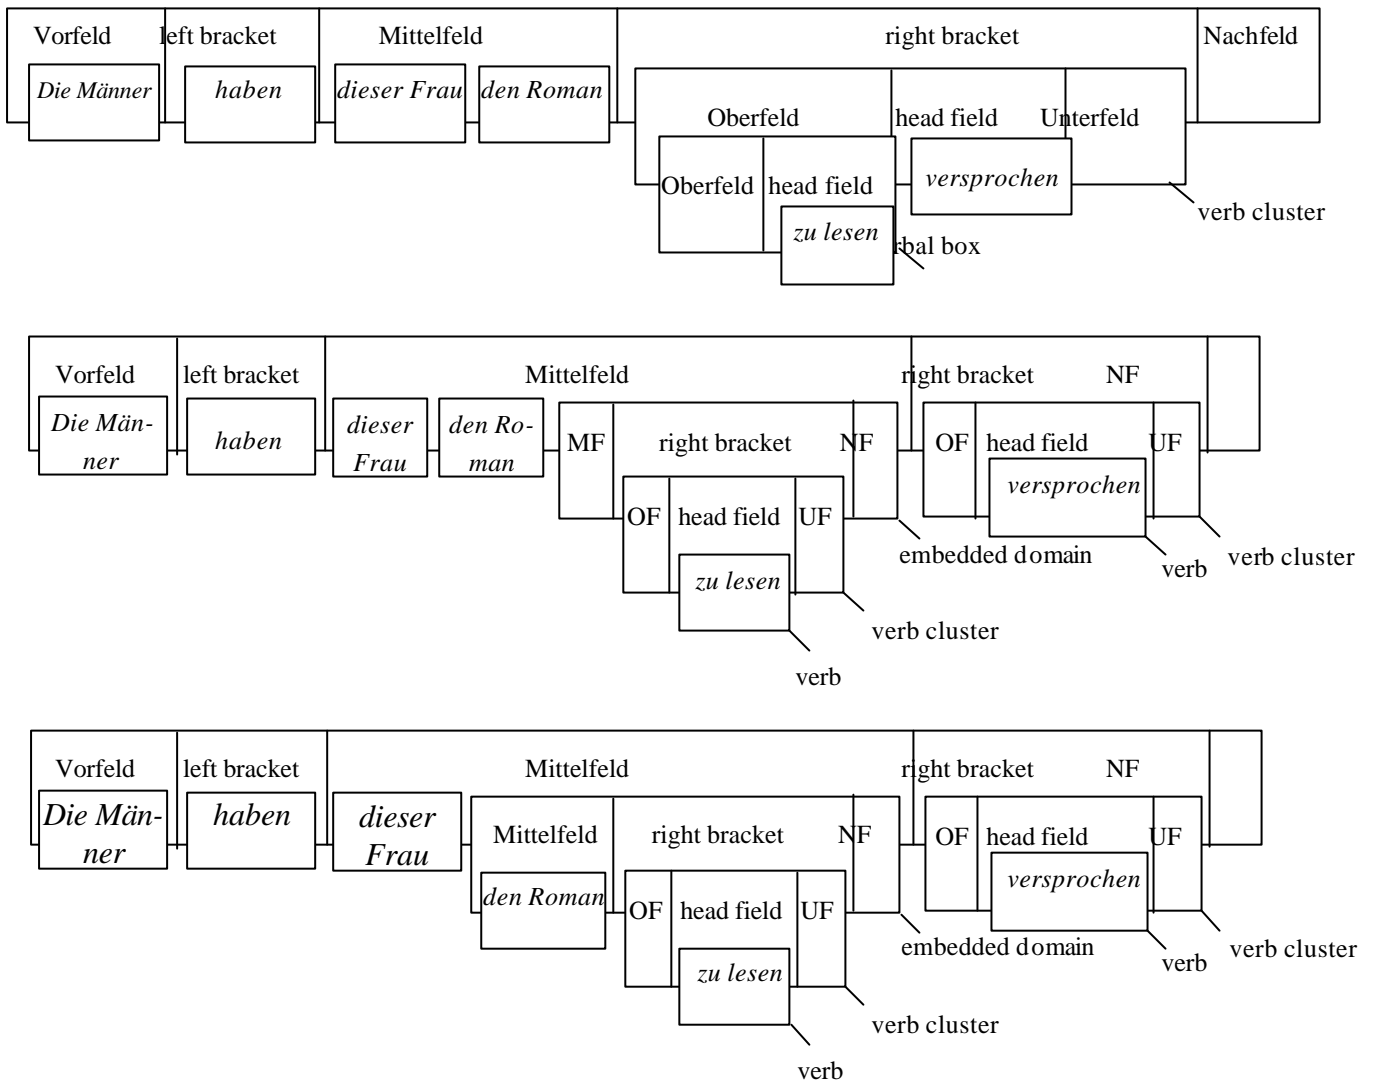 Vorfeld left bracket Mittelfeld right bracket Nachfeld
Die Männer haben dieser Frau den Roman
Oberfeld head field Unterfeld
versprochen
Oberfeld head field
verb cluster
zu lesen
rbal box
Vorfeld left bracket Mittelfeld right bracket NF
Die Män-
ner
haben
dieser
Frau
den Ro-
man
MF right bracket NF OF head field UF
versprochen
OF head field UF
embedded domain verb verb cluster
zu lesen
verb cluster
verb
Vorfeld left bracket Mittelfeld right bracket NF
Die Män-
ner
haben
dieser
Frau
Mittelfeld right bracket NF OF head field UF
den Roman
versprochen
OF head field UF
embedded domain verb verb cluster
zu lesen
verb cluster
verb